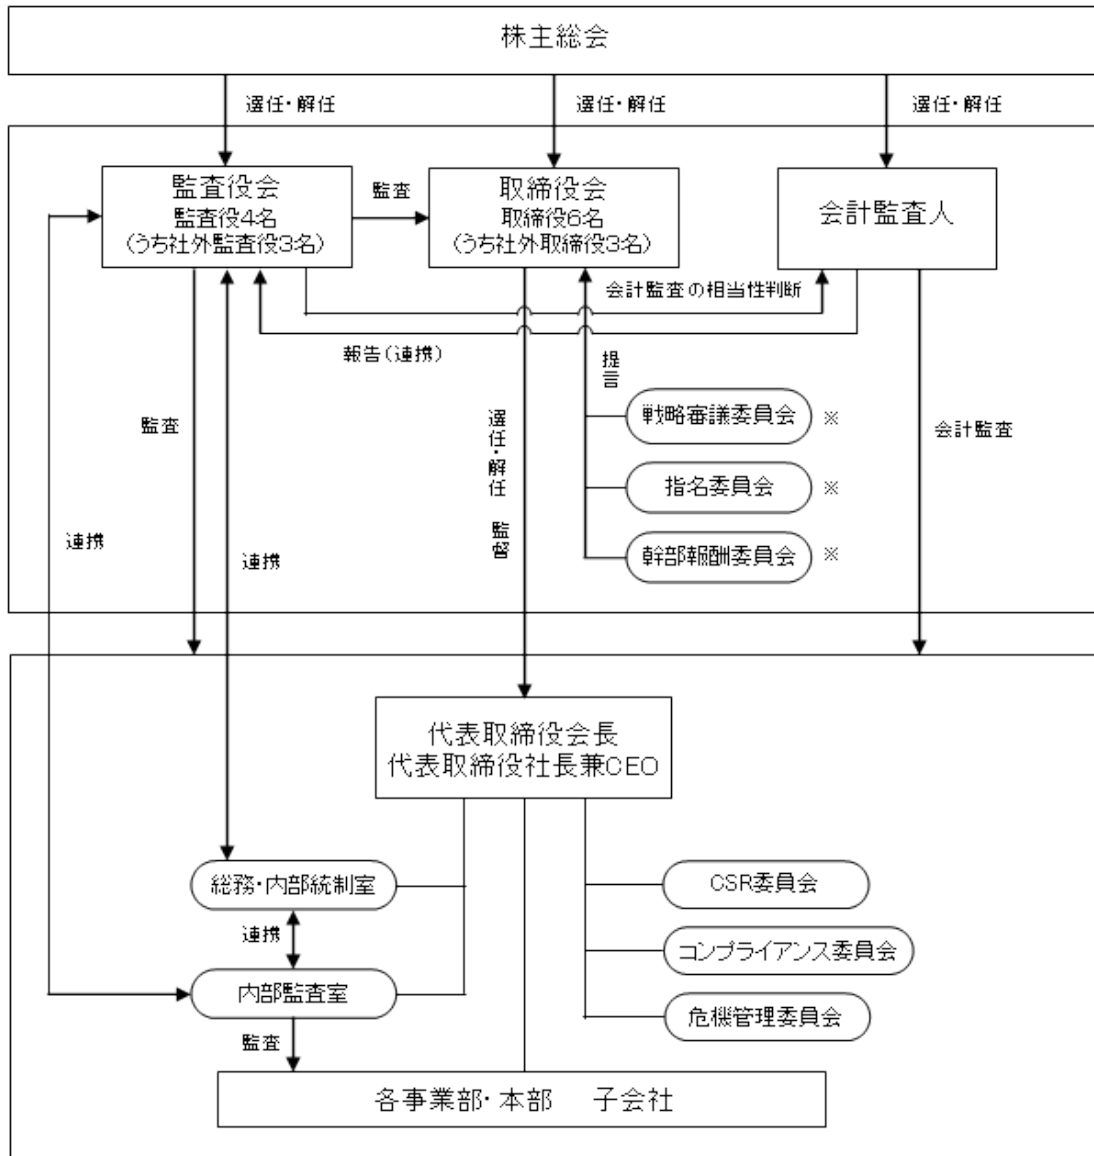 株主総会
選任・解任
選任・解任
選任・解任
監査役会
監査役4名
(うち社外監査役3名)
監査
取締役会
取締役6名
(うち社外取締役3名)
会計監査人
会計監査の相当性判断
報告(連携)
提言
戦略審議委員会 ※
指名委員会 ※
幹部報酬委員会 ※
監査
選任・解任 監督
会計監査
連携
連携
代表取締役会長
代表取締役社長兼CEO
総務・内部統制室
連携
内部監査室
監査
CSR委員会
コンプライアンス委員会
危機管理委員会
各事業部・本部 子会社